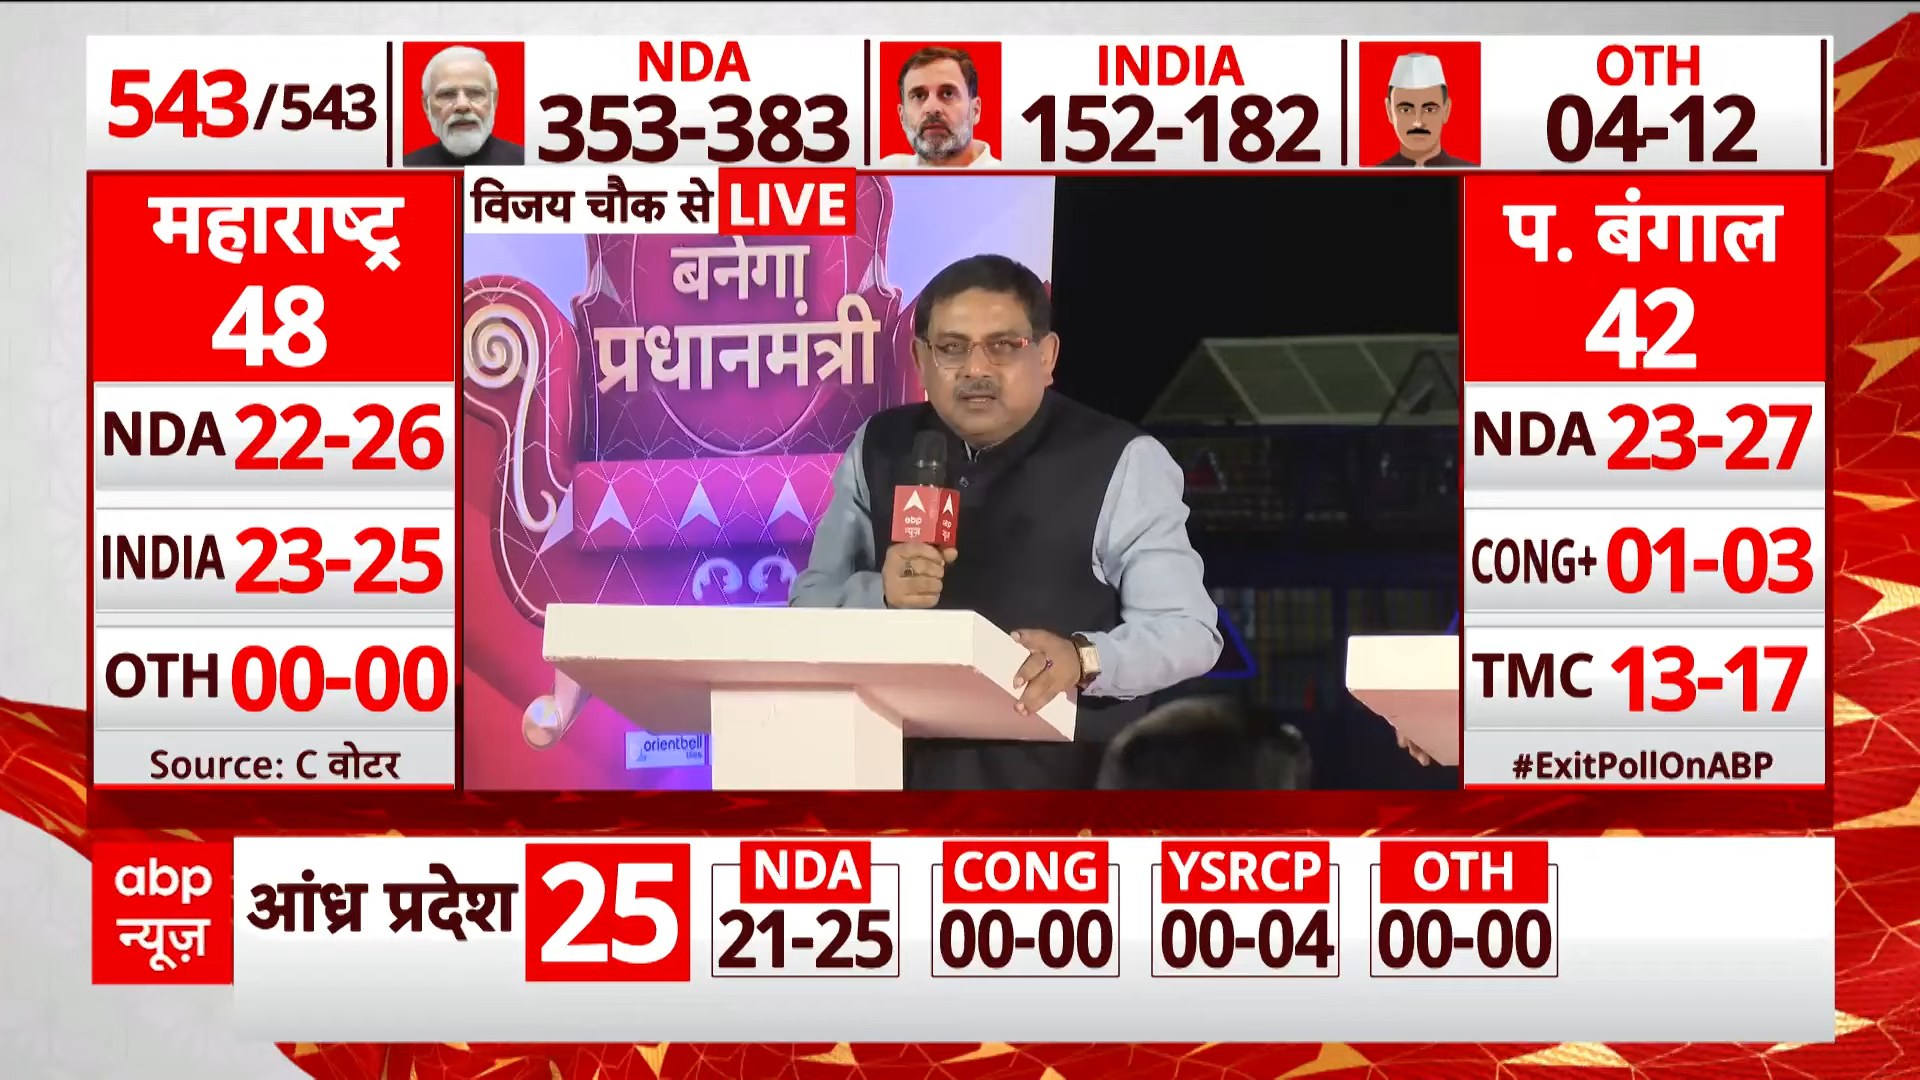 543/543
NDA
353-383
INDIA
152-182
OTH
04-12
महाराष्ट्र
48
NDA 22-26
INDIA 23-25
OTH 00-00
Source: C वोटर
विजय चौक से LIVE
बनेगा
प्रधानमंत्री
abp
न्यूज़
orientbell
प. बंगाल
42
NDA 23-27
CONG+ 01-03
TMC 13-17
#ExitPollOnABP
abp
न्यूज़
आंध्र प्रदेश 25
NDA
21-25
CONG
00-00
YSRCP
00-04
OTH
00-00